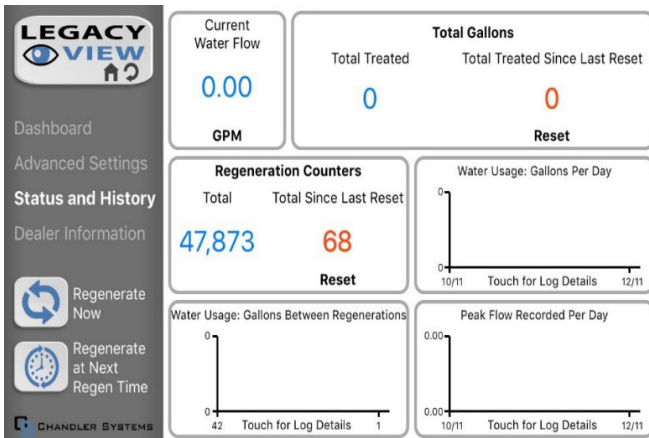 LEGACY
VIEW
Dashboard
Advanced Settings
Status and History
Dealer Information
Regenerate
Now
Regenerate
at Next
Regen Time
CHANDLER SYSTEMS
Current
Water Flow
0.00
GPM
Total Gallons
Total Treated
0
Total Treated Since Last Reset
0
Reset
Regeneration Counters
Total
47,873
Total Since Last Reset
68
Reset
Water Usage: Gallons Per Day
0
0
10/11 Touch for Log Details 12/11
Water Usage: Gallons Between Regenerations
0
0
42 Touch for Log Details 1
Peak Flow Recorded Per Day
0.00
0.00
10/11 Touch for Log Details 12/11